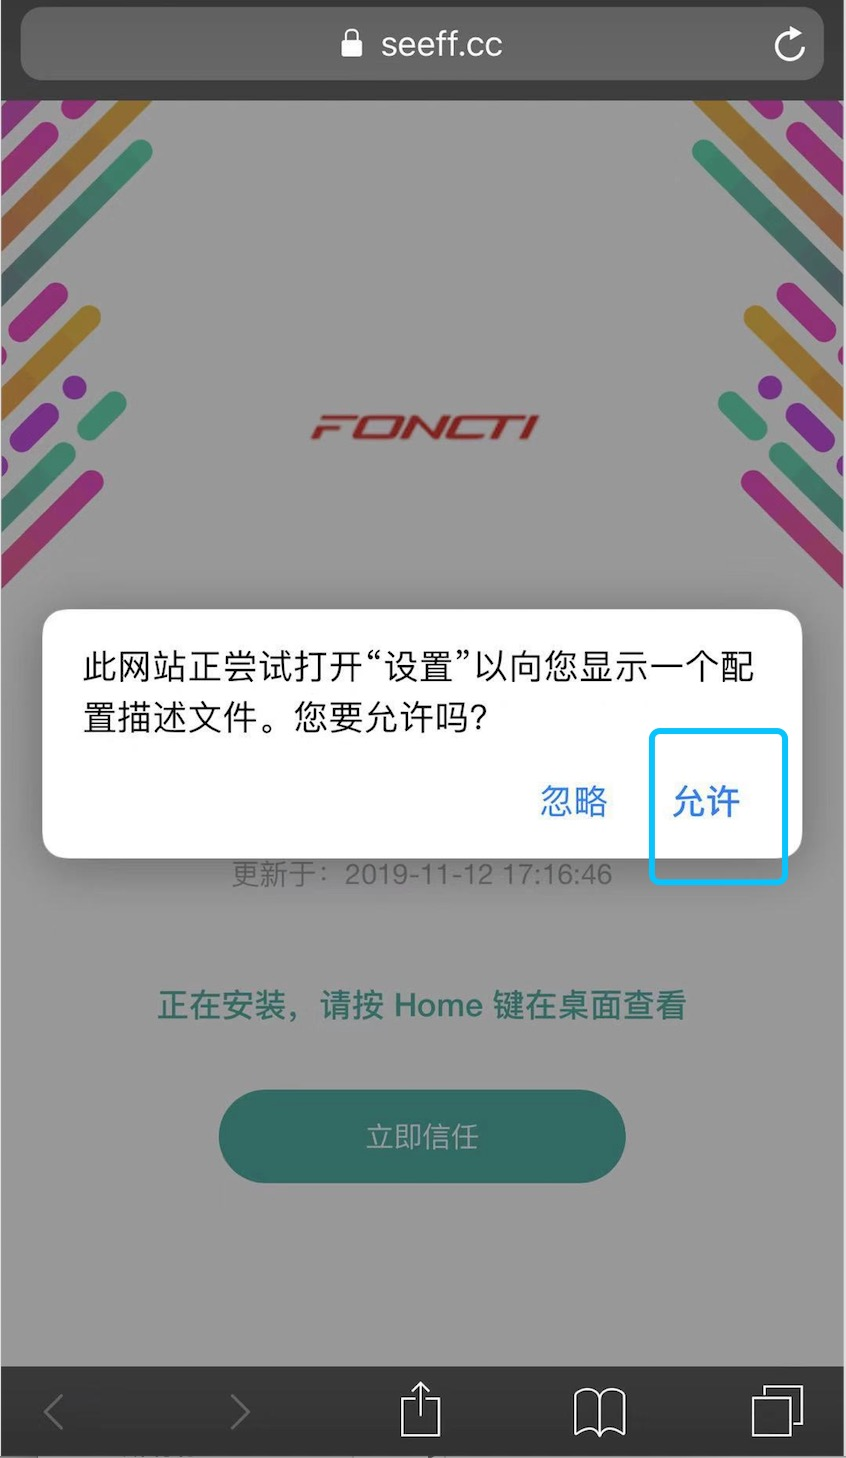 seeff.cc
FONCTI
此网站正尝试打开“设置”以向您显示一个配
置描述文件。您要允许吗？
忽略
允许
更新于：2019-11-12 17:16:46
正在安装，请按 Home 键在桌面查看
立即信任